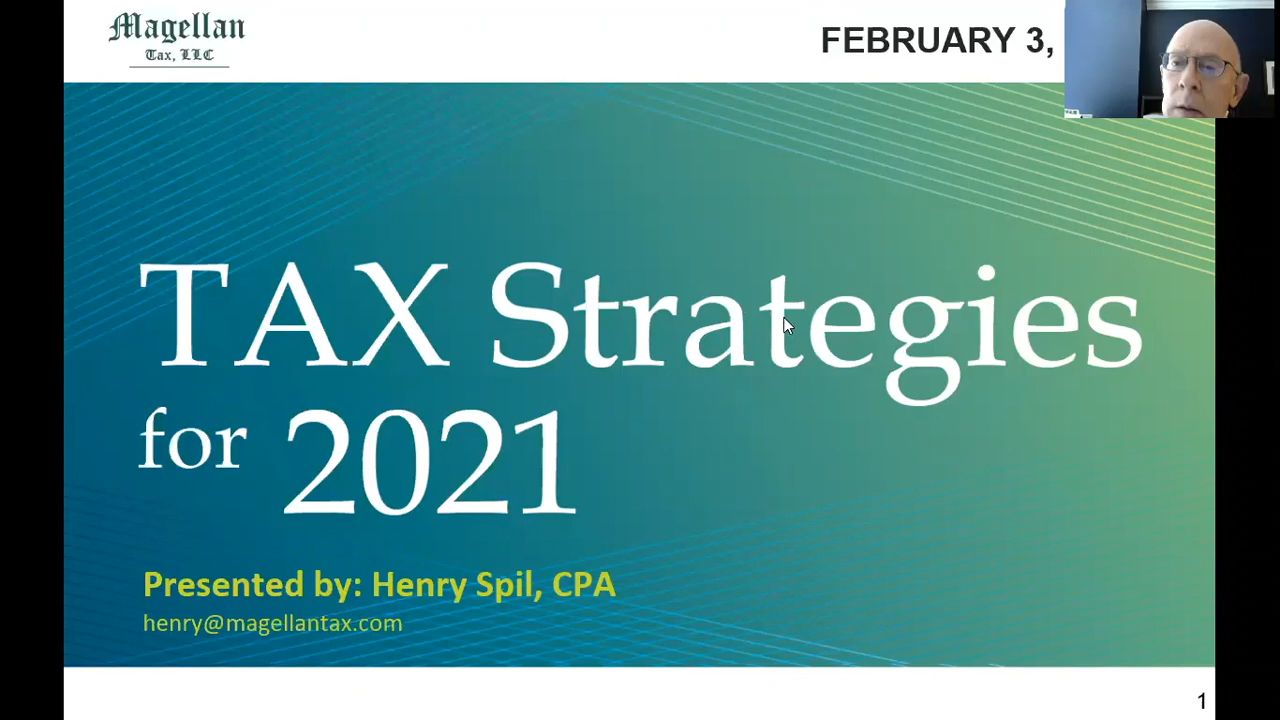 Magellan
Tax, LLC
FEBRUARY 3,
TAX Strategies
for 2021
Presented by: Henry Spil, CPA
henry@magellantax.com
1